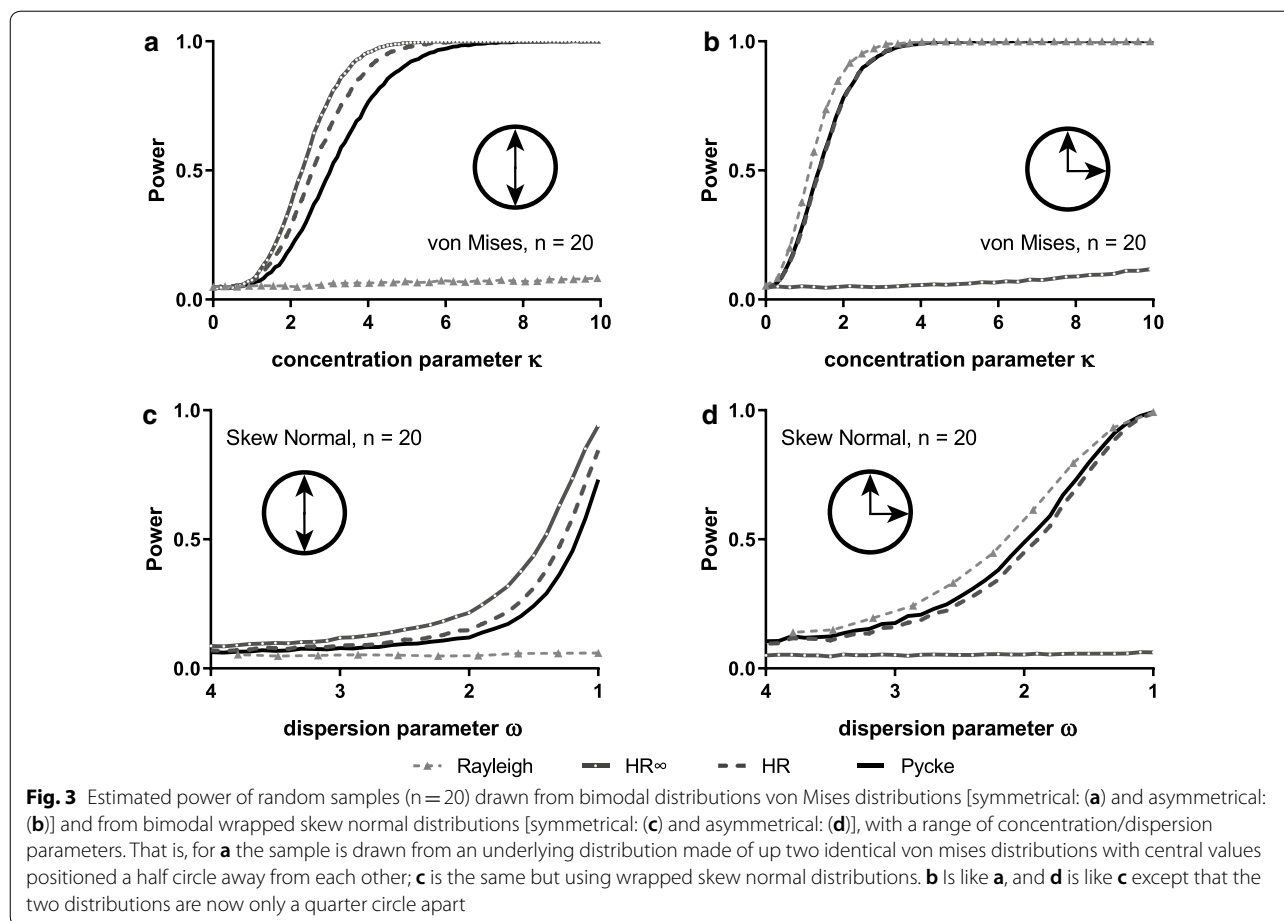 a
1.0
0.5
0.0
Power
von Mises, n = 20
0 2 4 6 8 10
concentration parameter κ
b
1.0
0.5
0.0
Power
von Mises, n = 20
0 2 4 6 8 10
concentration parameter κ
c
1.0
0.5
0.0
Power
Skew Normal, n = 20
4 3 2 1
dispersion parameter ω
d
1.0
0.5
0.0
Power
Skew Normal, n = 20
4 3 2 1
dispersion parameter ω
Rayleigh HR∞ HR Pycke
Fig. 3 Estimated power of random samples (n = 20) drawn from bimodal distributions von Mises distributions [symmetrical: (a) and asymmetrical:
(b)] and from bimodal wrapped skew normal distributions [symmetrical: (c) and asymmetrical: (d)], with a range of concentration/dispersion
parameters. That is, for a the sample is drawn from an underlying distribution made of up two identical von mises distributions with central values
positioned a half circle away from each other; c is the same but using wrapped skew normal distributions. b Is like a, and d is like c except that the
two distributions are now only a quarter circle apart